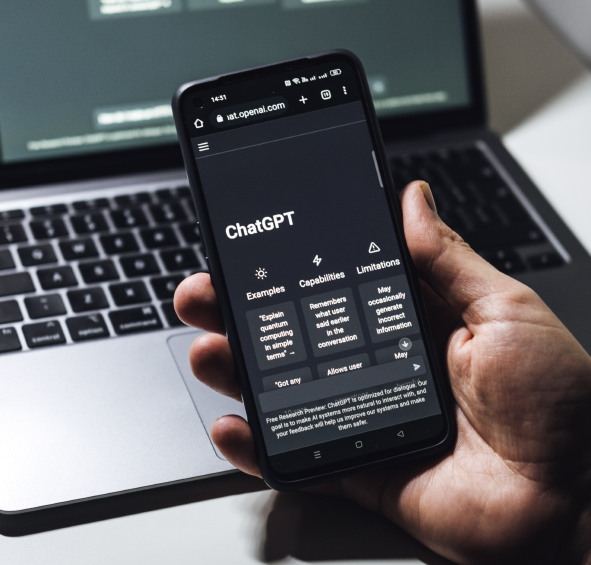 14:51
at.openai.com
ChatGPT
Examples
Capabilities
Limitations
"Explain
quantum
computing
in simple
terms" →
Remembers
what user
said earlier
in the
conversation
May
occasionally
generate
incorrect
information
"Got any
Allows user
May
Free Research Preview: ChatGPT is optimized for dialogue. Our
goal is to make AI systems more natural to interact with, and
your feedback will help us improve our systems and make
them safer.
control
option
command